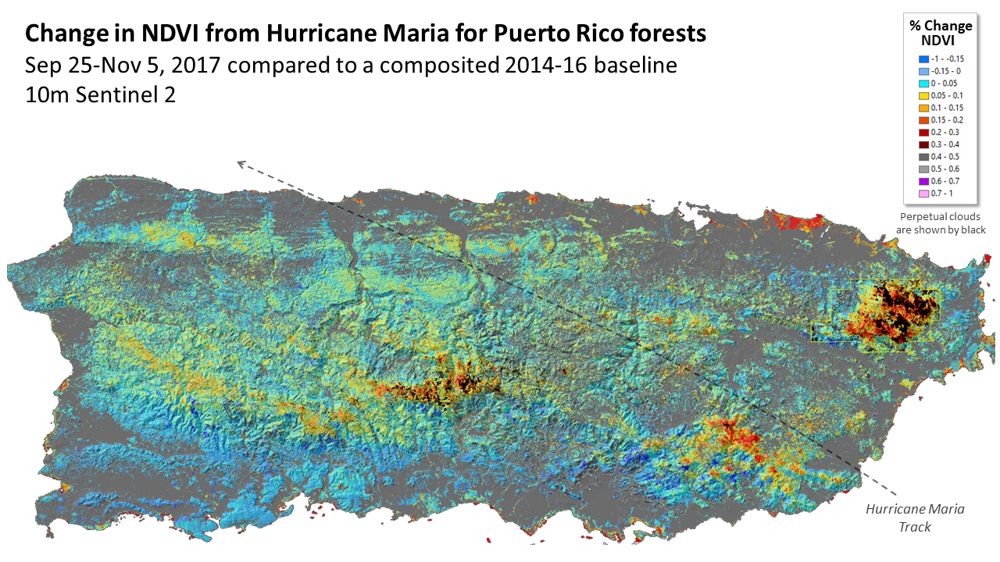 Change in NDVI from Hurricane Maria for Puerto Rico forests
Sep 25-Nov 5, 2017 compared to a composited 2014-16 baseline
10m Sentinel 2
% Change
NDVI
-1 - -0.15
-0.15 - 0
0 - 0.05
0.05 - 0.1
0.1 - 0.15
0.15 - 0.2
0.2 - 0.3
0.3 - 0.4
0.4 - 0.5
0.5 - 0.6
0.6 - 0.7
0.7 - 1
Perpetual clouds
are shown by black
Hurricane Maria
Track